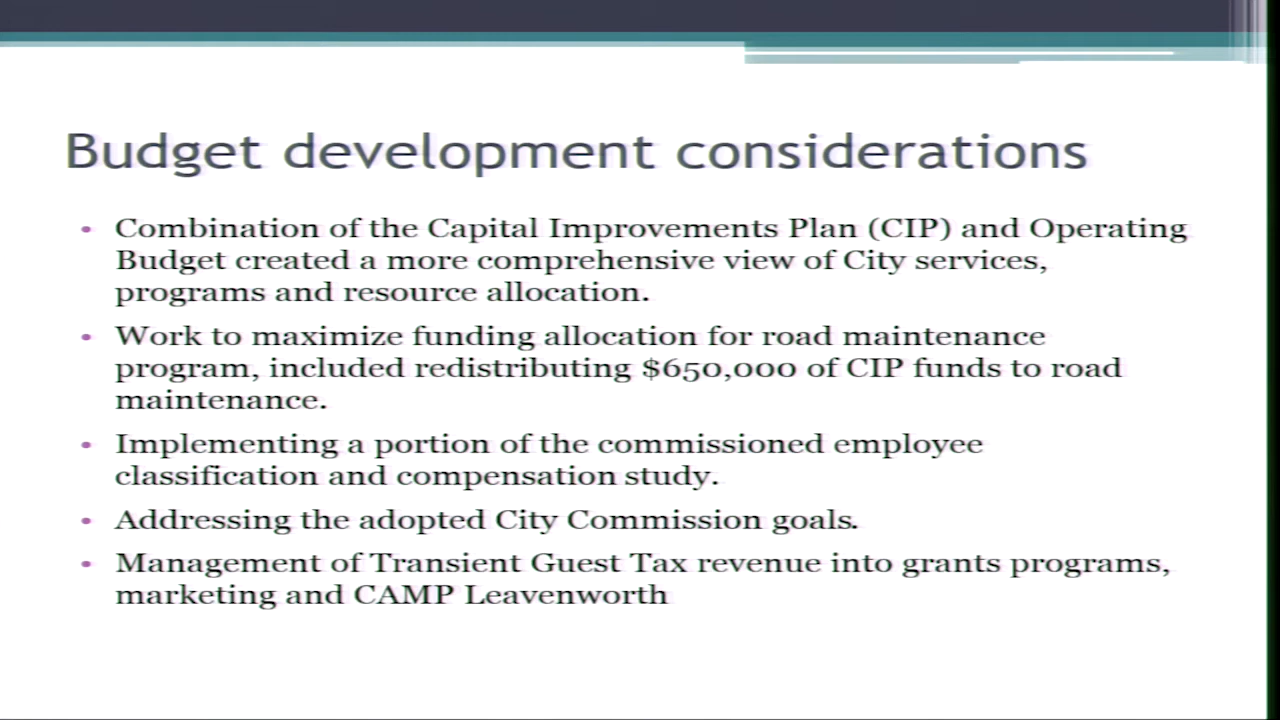 Budget development considerations
• Combination of the Capital Improvements Plan (CIP) and Operating
Budget created a more comprehensive view of City services,
programs and resource allocation.
• Work to maximize funding allocation for road maintenance
program, included redistributing $650,000 of CIP funds to road
maintenance.
• Implementing a portion of the commissioned employee
classification and compensation study.
• Addressing the adopted City Commission goals.
• Management of Transient Guest Tax revenue into grants programs,
marketing and CAMP Leavenworth